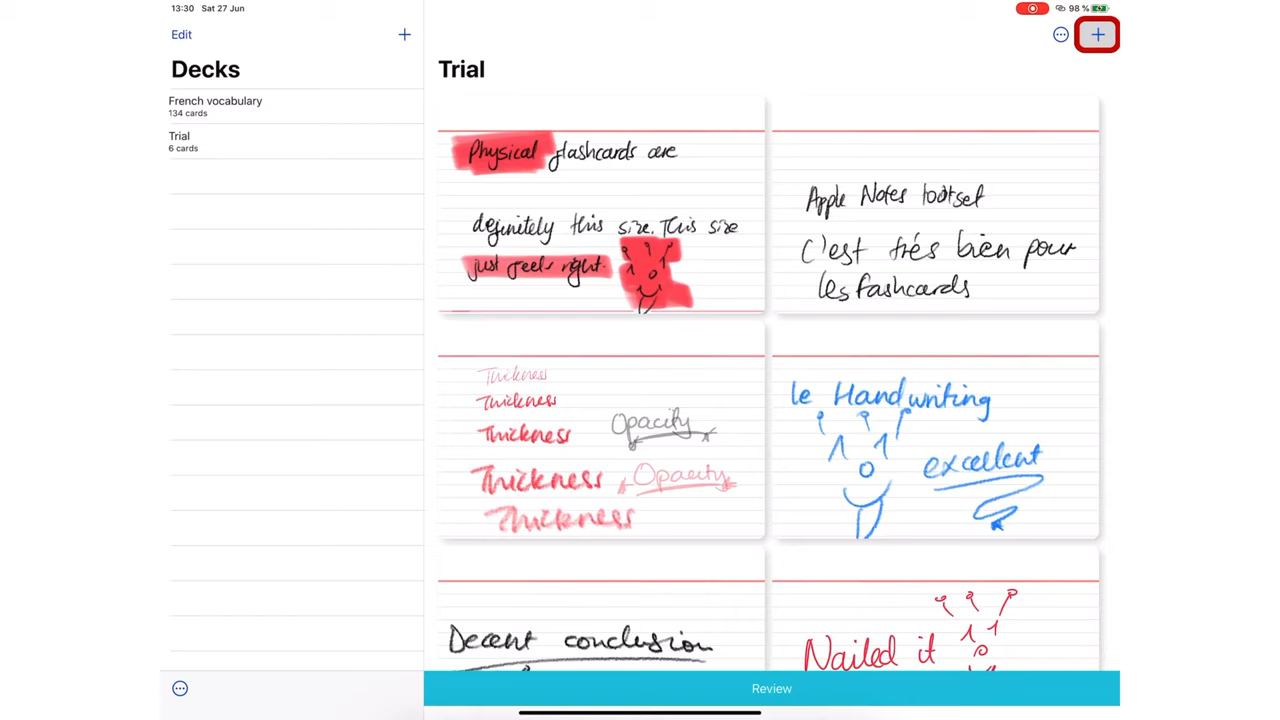 13:30 Sat 27 Jun
98 %
Edit
Decks
French vocabulary
134 cards
Trial
6 cards
Trial
Physical flashcards are
definitely this size. This size
just feels right.
Apple Notes toolset
C'est très bien pour
les flashcards
Thickness
Thickness
Thickness
Thickness
Thickness
Opacity
Opacity
le Handwriting
excellent
Decent conclusion
Nailed it
Review